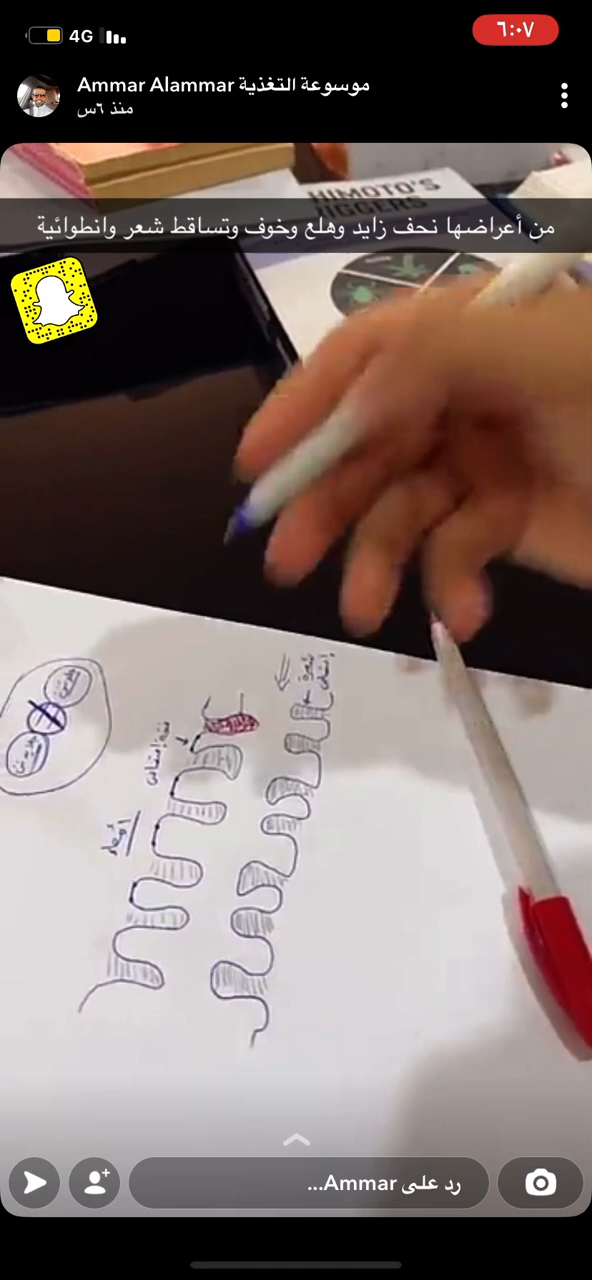 4G
٦:٠٧
Ammar Alammar موسوعة التغذية
منذ ٦س
HIMOTO'S
IGGERS
من أعراضها نحف زايد وهلع وخوف وتساقط شعر وانطوائية
أمعاء
رد على Ammar...